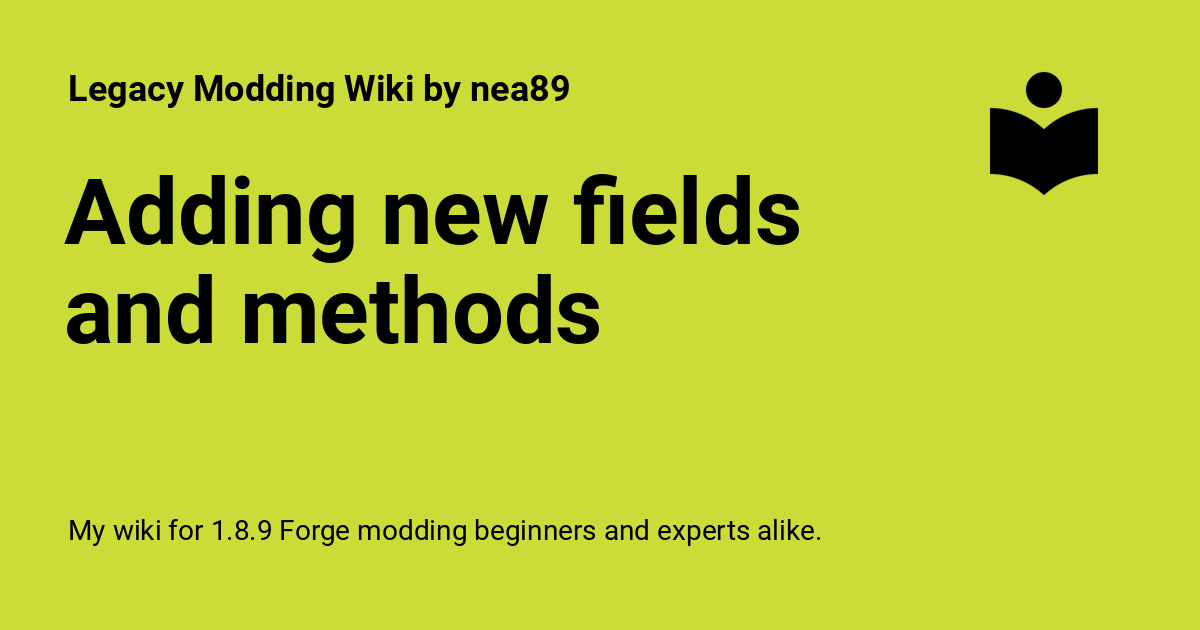 Legacy Modding Wiki by nea89
Adding new fields
and methods
My wiki for 1.8.9 Forge modding beginners and experts alike.